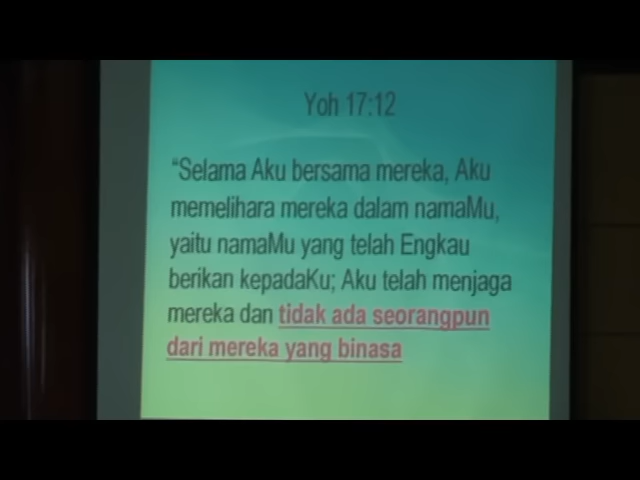 Yoh 17:12
“Selama Aku bersama mereka, Aku
memelihara mereka dalam namaMu,
yaitu namaMu yang telah Engkau
berikan kepadaKu; Aku telah menjaga
mereka dan tidak ada seorangpun
dari mereka yang binasa